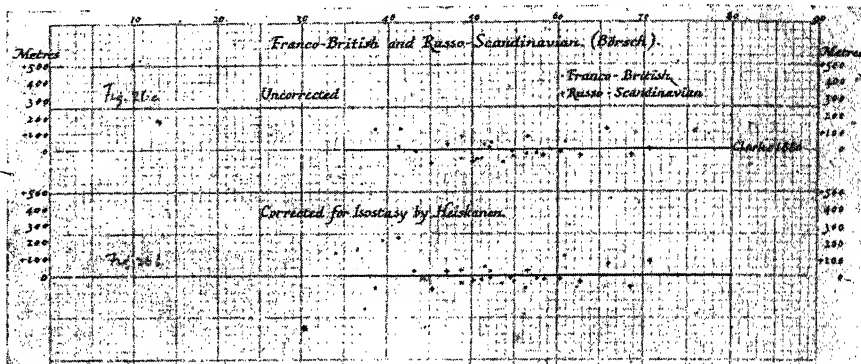 10 20 30 40 50 60 70 80 90
Franco-British and Russo-Scandinavian (Börsch).
Metres Metres
+500 +500
400 400
Fig. 26a Uncorrected · Franco-British
300 + Russo-Scandinavian 300
200 200
+100 +100
0 Clarke 1880 0
+500 +500
400 Corrected for Isostasy by Heiskanen. 400
300 300
200 200
+100 Fig. 26b +100
0 0